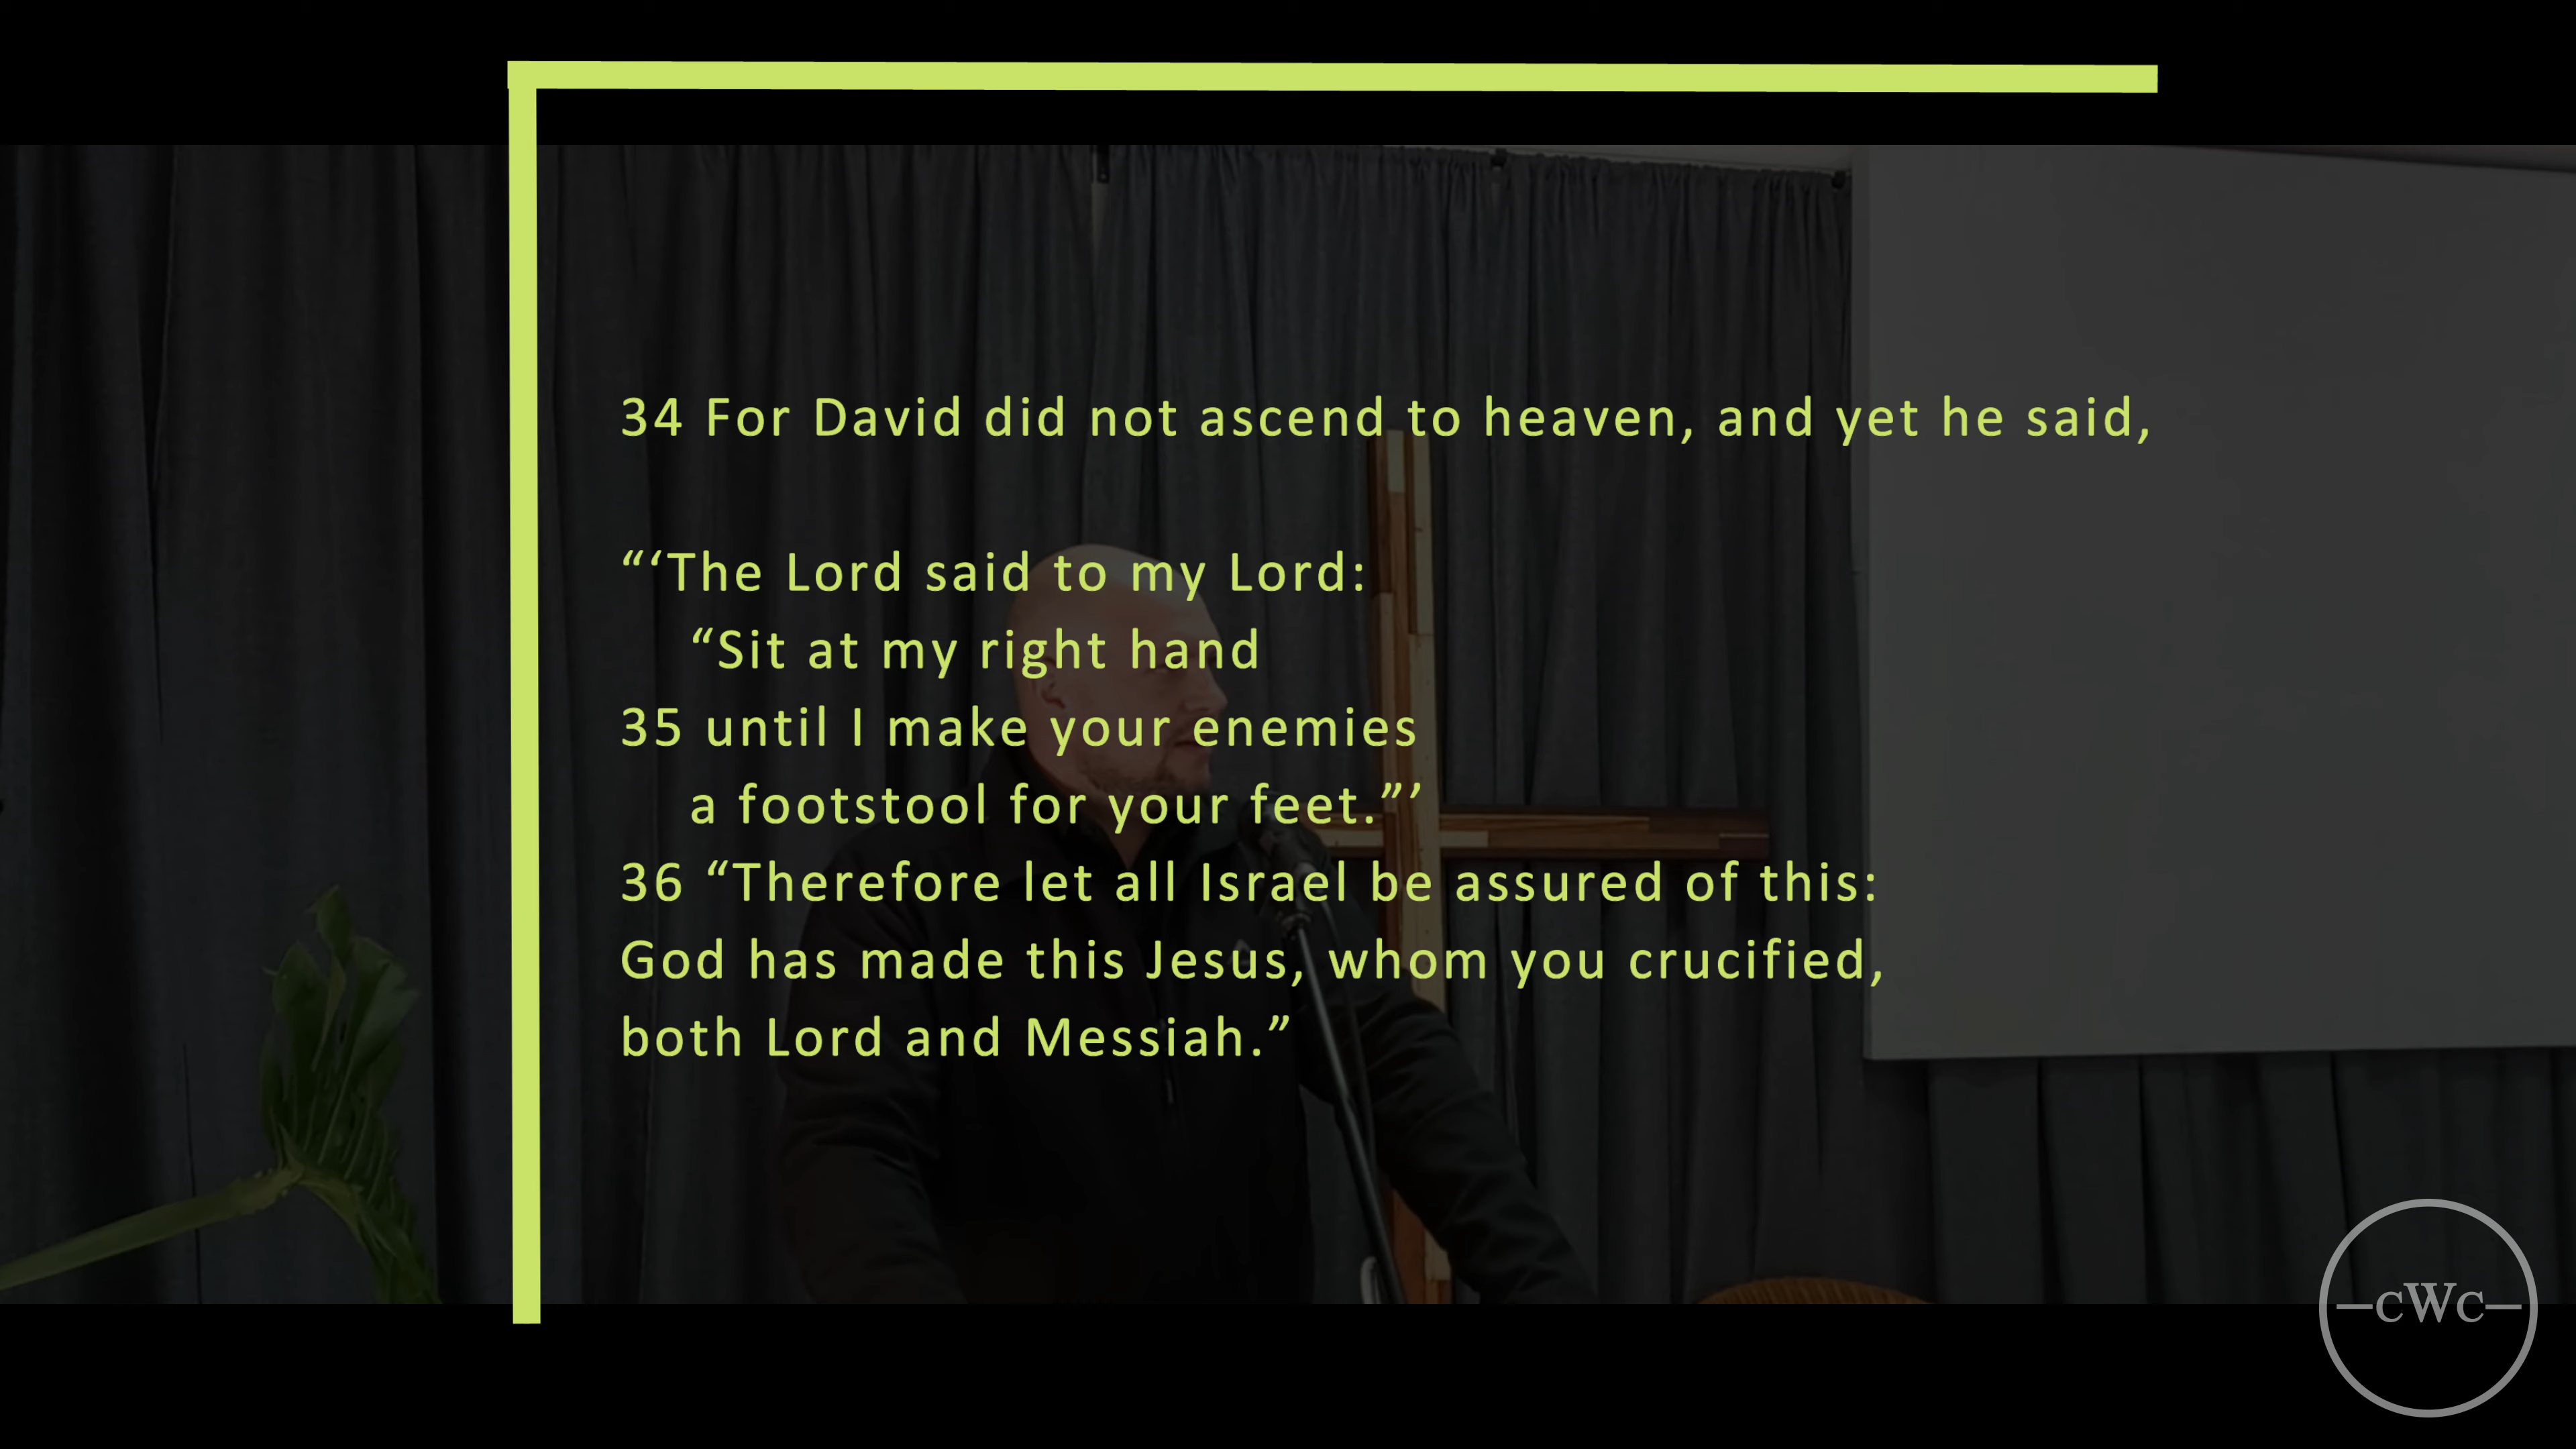 34 For David did not ascend to heaven, and yet he said,
“‘The Lord said to my Lord:
“Sit at my right hand
35 until I make your enemies
a footstool for your feet.”’
36 “Therefore let all Israel be assured of this:
God has made this Jesus, whom you crucified,
both Lord and Messiah.”
cWc